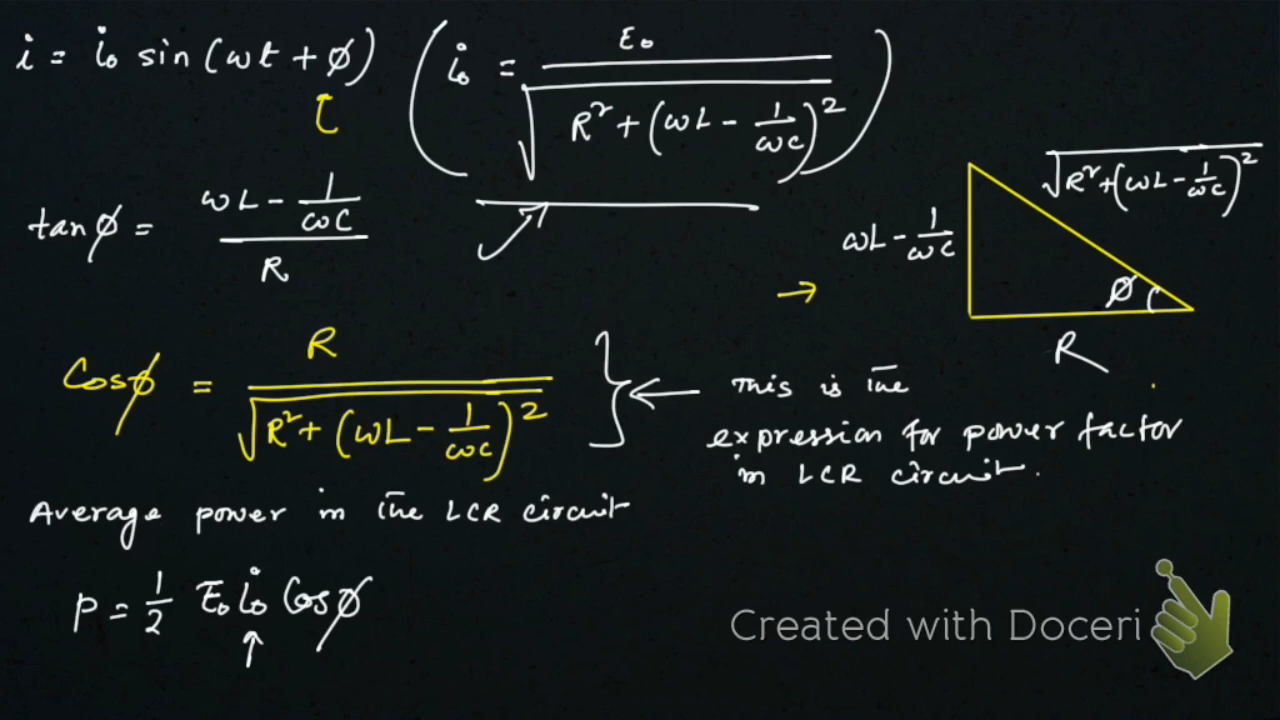 i = i₀ sin (ωt + ϕ) ( i₀ = E₀ / √(R² + (ωL - 1/ωC)²) )
tanϕ = (ωL - 1/ωC) / R
√(R² + (ωL - 1/ωC)²)
ωL - 1/ωC
ϕ
R
Cosϕ = R / √(R² + (ωL - 1/ωC)²) } ← This is the
expression for power factor
in LCR circuit.
Average power in the LCR circuit
P = 1/2 E₀ i₀ Cosϕ
Created with Doceri